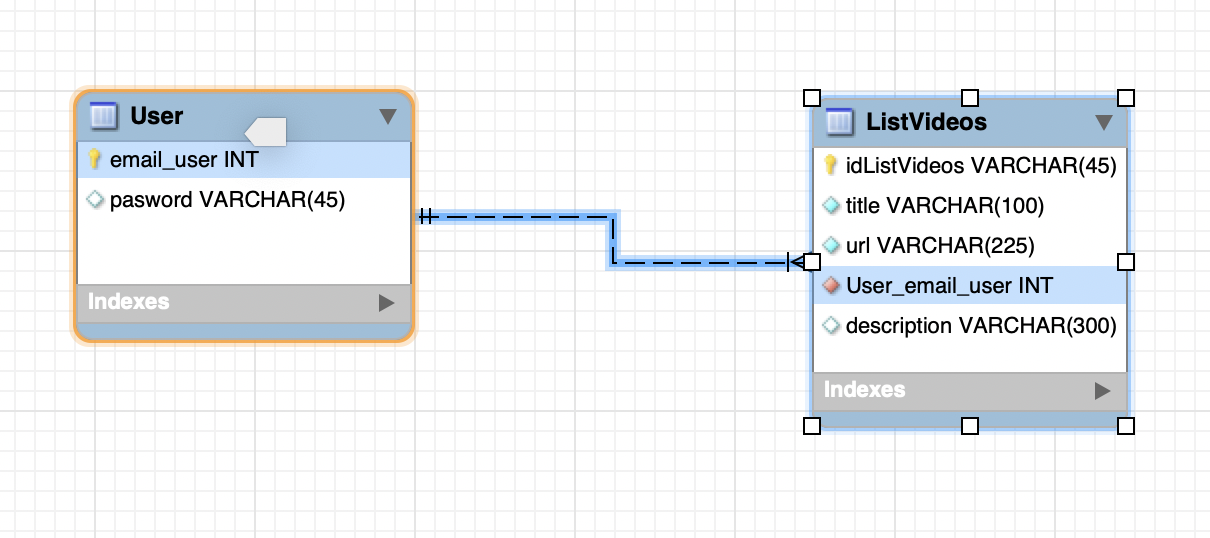 User
email_user INT
pasword VARCHAR(45)
Indexes
ListVideos
idListVideos VARCHAR(45)
title VARCHAR(100)
url VARCHAR(225)
User_email_user INT
description VARCHAR(300)
Indexes